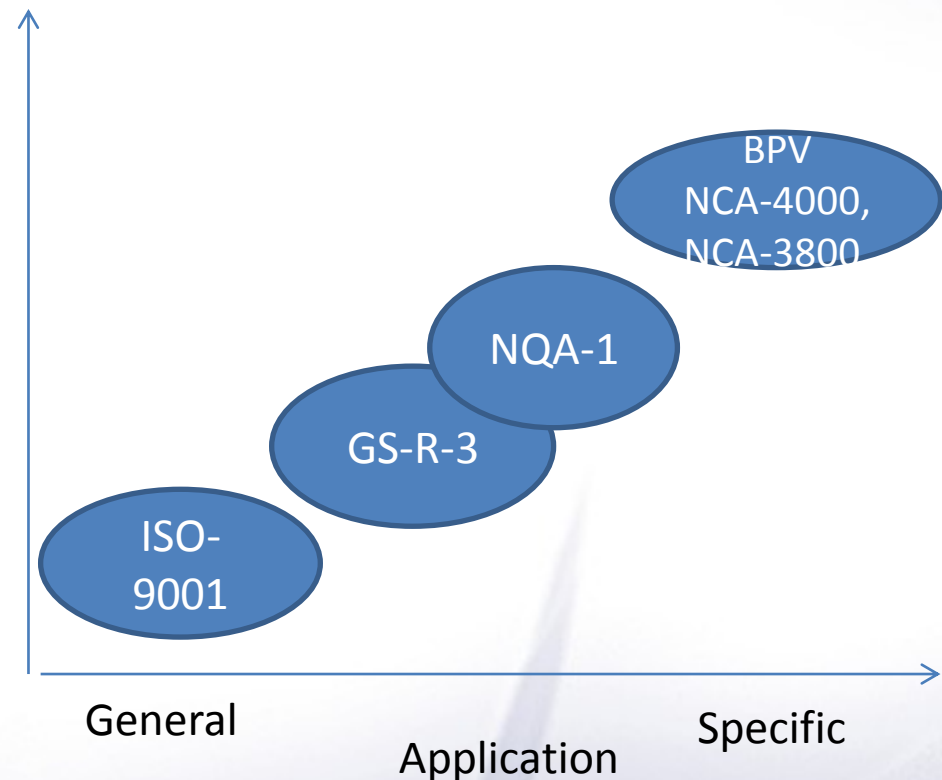 BPV
NCA-4000,
NCA-3800
NQA-1
GS-R-3
ISO-
9001
General
Specific
Application